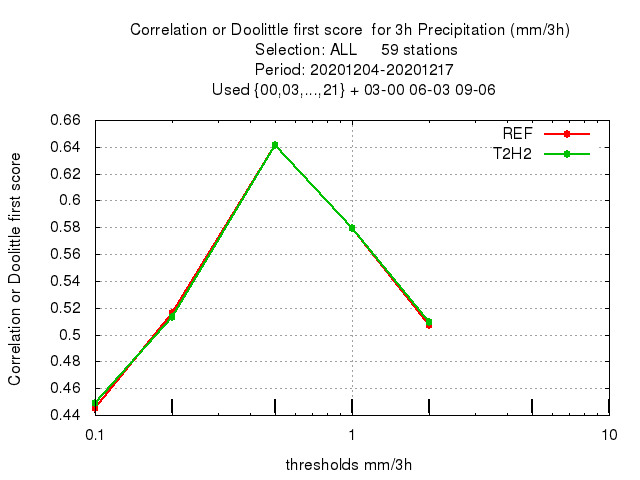 Correlation or Doolittle first score  for 3h Precipitation (mm/3h)
Selection: ALL     59 stations
Period: 20201204-20201217
Used {00,03,...,21} + 03-00 06-03 09-06
REF
T2H2
Correlation or Doolittle first score
0.66
0.64
0.62
0.6
0.58
0.56
0.54
0.52
0.5
0.48
0.46
0.44
0.1
1
10
thresholds mm/3h